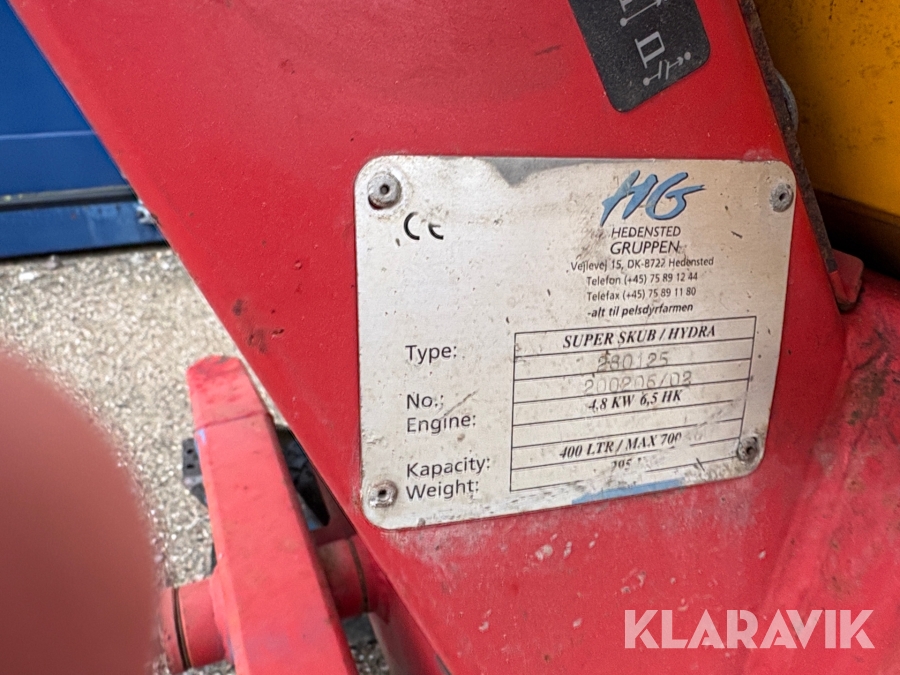 CE
HG
HEDENSTED
GRUPPEN
Vejlevej 15, DK-8722 Hedensted
Telefon (+45) 75 89 12 44
Telefax (+45) 75 89 11 80
-alt til pelsdyrfarmen
Type: SUPER SKUB / HYDRA
280125
No.: 200206/02
Engine: 4,8 KW 6,5 HK
Kapacity: 400 LTR / MAX 700
Weight:
KLARAVIK